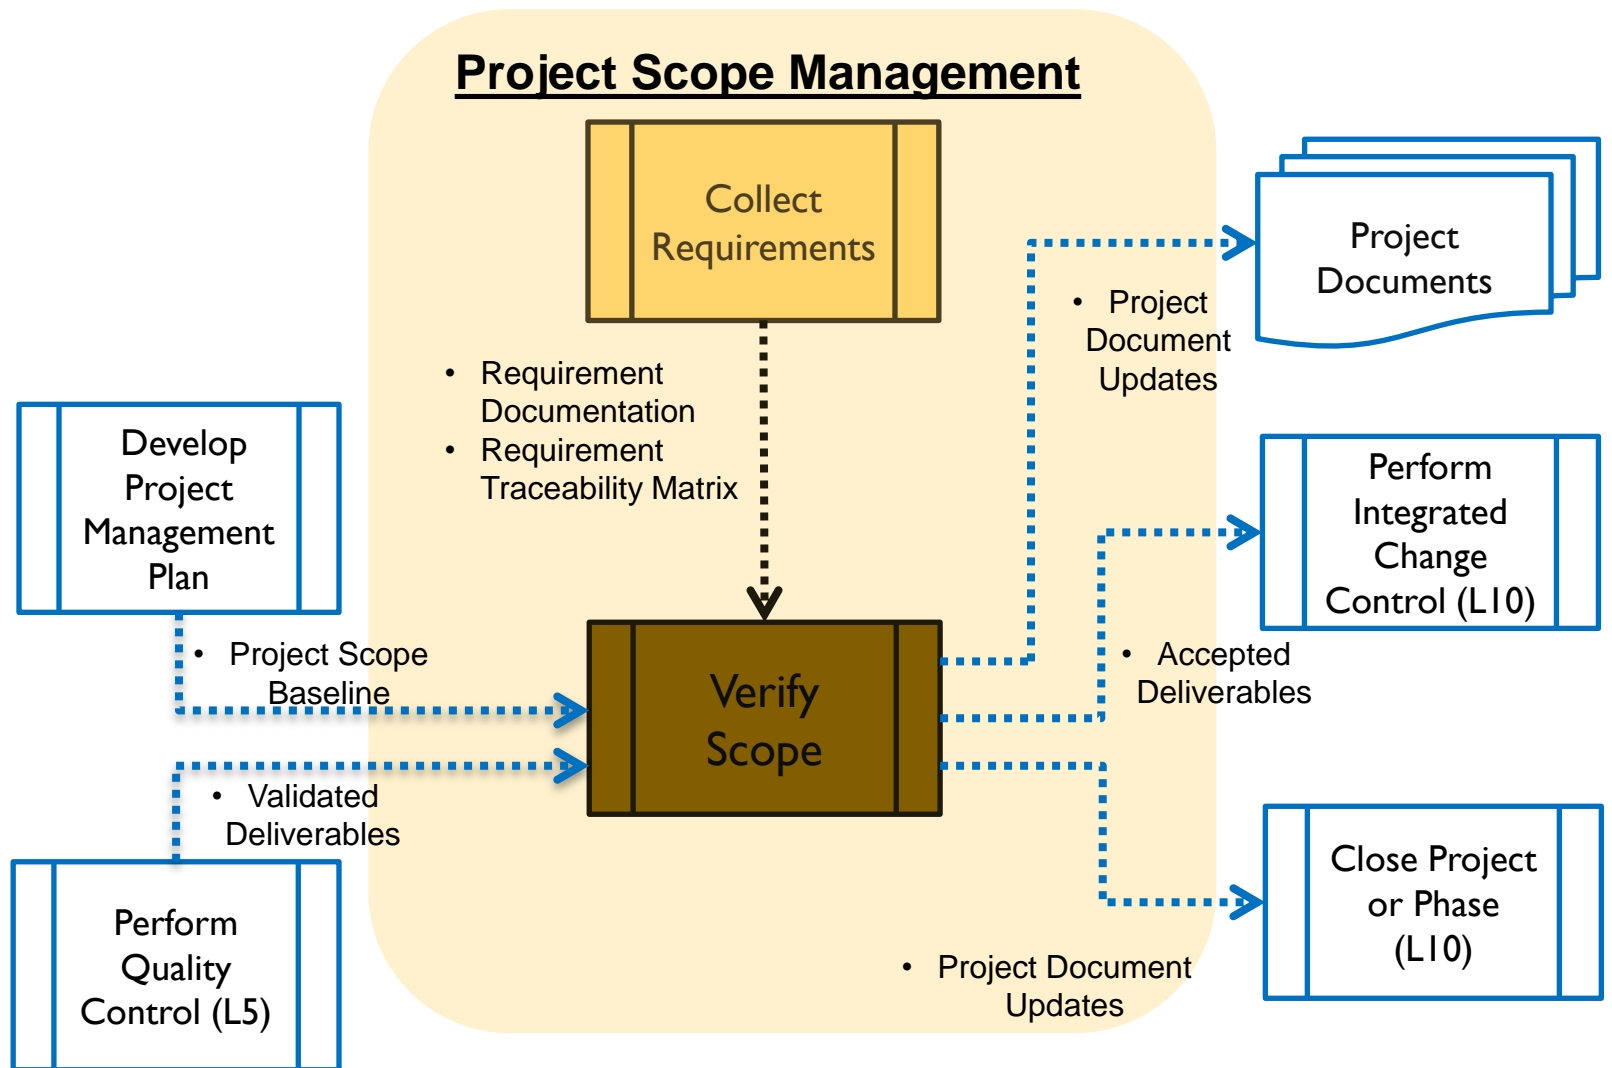 Project Scope Management
Collect
Requirements
Project
Documents
• Project
Document
Updates
• Requirement
Documentation
• Requirement
Traceability Matrix
Develop
Project
Management
Plan
Perform
Integrated
Change
Control (L10)
• Project Scope
Baseline
Verify
Scope
• Accepted
Deliverables
• Validated
Deliverables
Close Project
or Phase
(L10)
Perform
Quality
Control (L5)
• Project Document
Updates